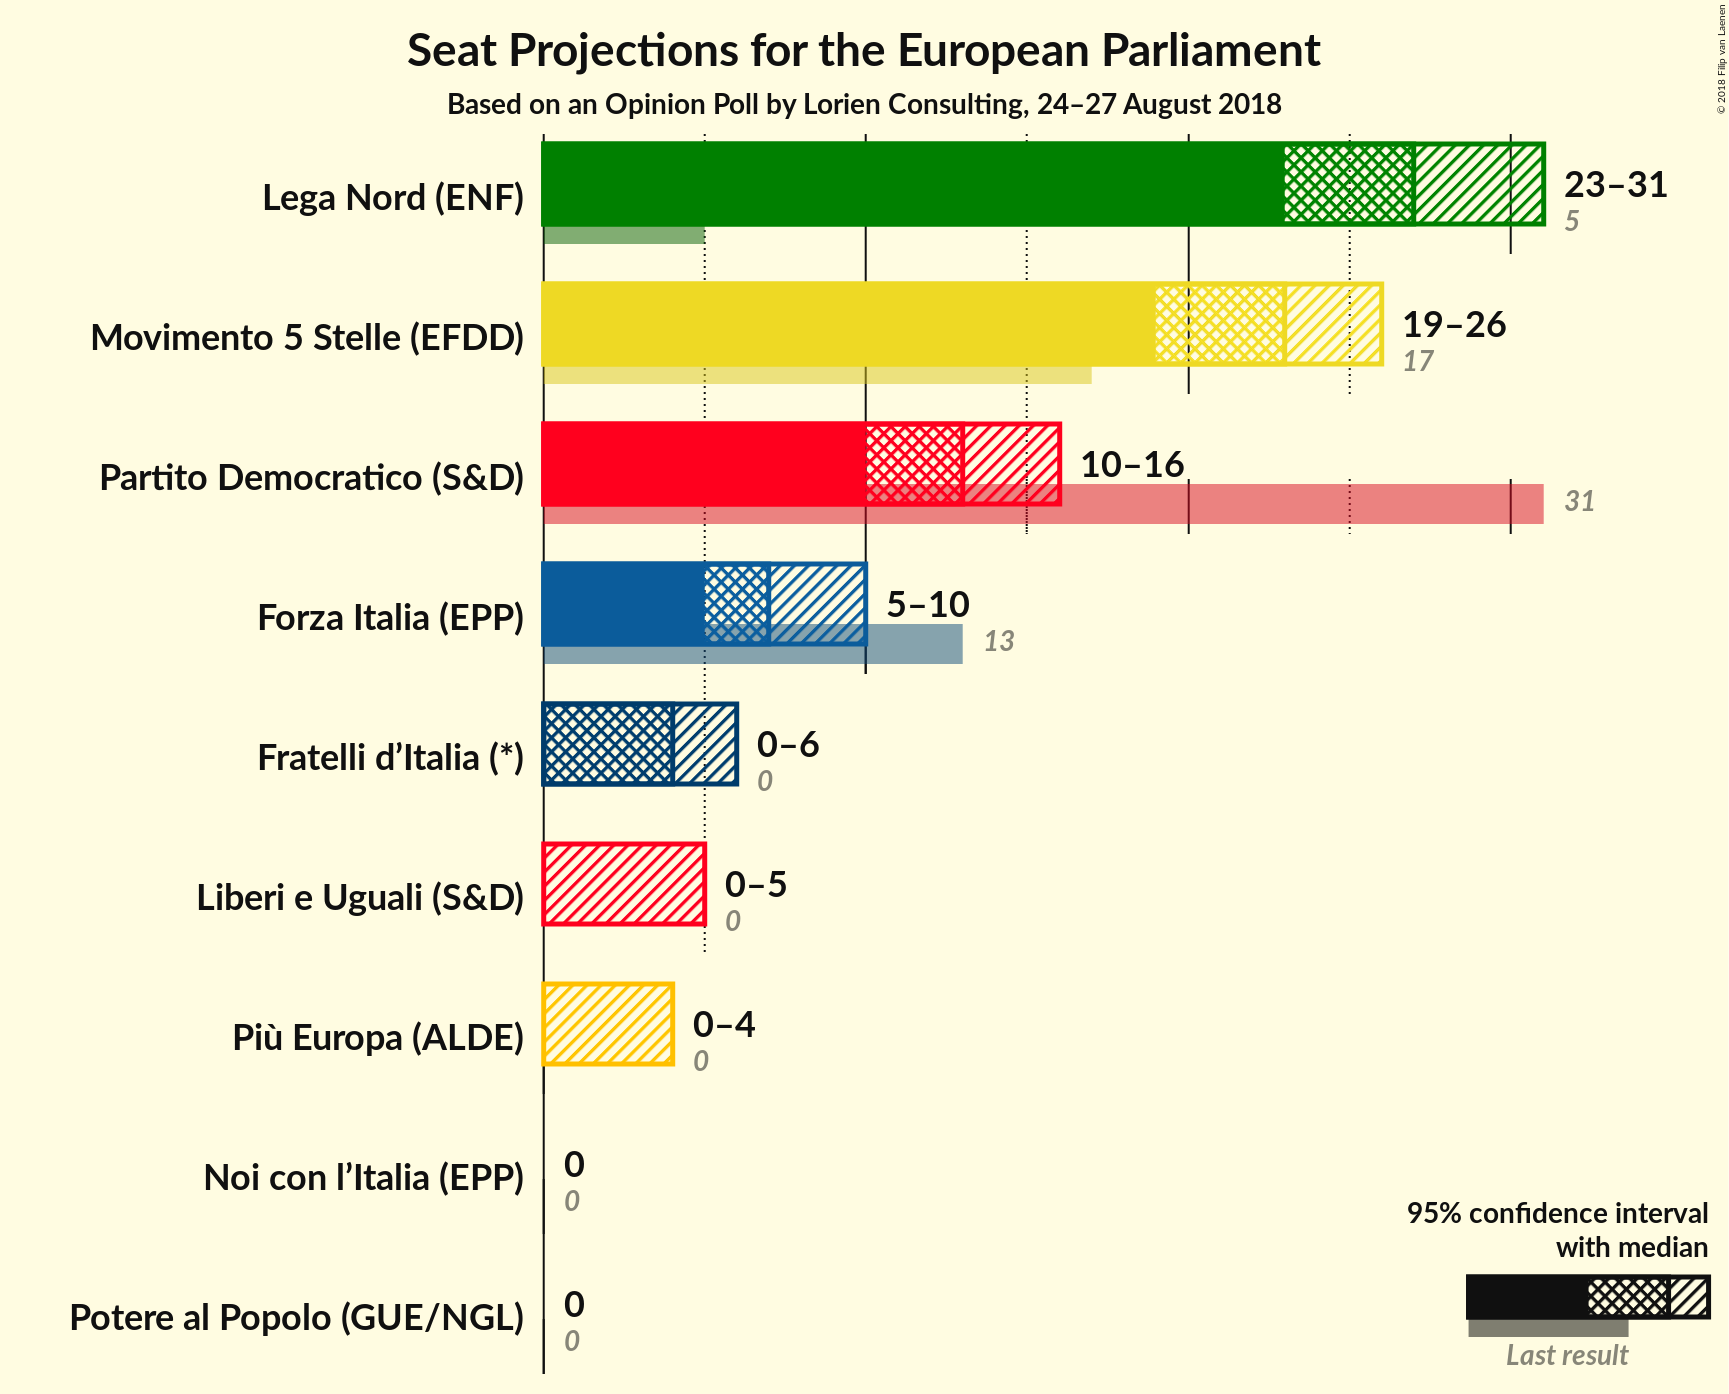 Seat Projections for the European Parliament
Based on an Opinion Poll by Lorien Consulting, 24–27 August 2018
© 2018 Filip van Laenen
Lega Nord (ENF)
23–31
5
Movimento 5 Stelle (EFDD)
19–26
17
Partito Democratico (S&D)
10–16
31
Forza Italia (EPP)
5–10
13
Fratelli d’Italia (*)
0–6
0
Liberi e Uguali (S&D)
0–5
0
Più Europa (ALDE)
0–4
0
Noi con l’Italia (EPP)
0
0
Potere al Popolo (GUE/NGL)
0
0
95% confidence interval
with median
Last result